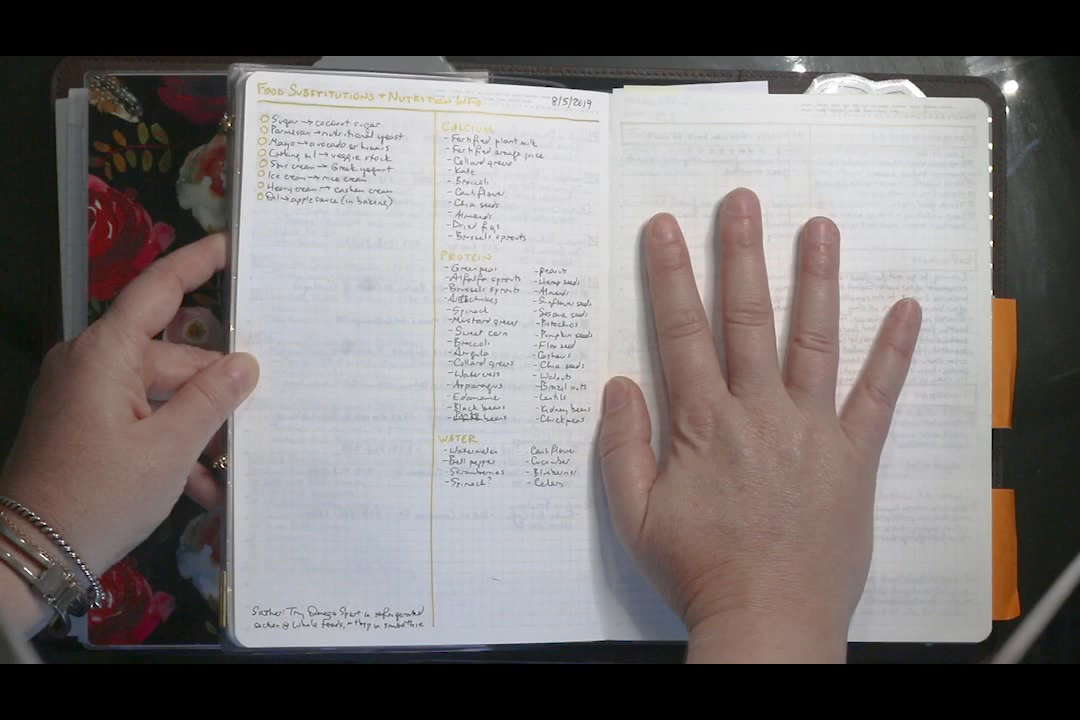 FOOD SUBSTITUTIONS + NUTRITION INFO
8/5/2019
Sugar → coconut sugar
Parmesan → nutritional yeast
Mayo → avocado or hummus
Cooking oil → veggie stock
Sour cream → Greek yogurt
Ice cream → nice cream
Heavy cream → cashew cream
Oil → applesauce (in baking)
try Omega 3 part in refrigerated
section @ Whole Foods, in smoothie
CALCIUM
- Fortified plant milk
- Fortified orange juice
- Collard greens
- Kale
- Broccoli
- Cauliflower
- Chia seeds
- Almonds
- Dried figs
- Brussels sprouts
PROTEIN
- Green peas
- Alfalfa sprouts
- Brussels sprouts
- Artichokes
- Spinach
- Mustard greens
- Sweet corn
- Broccoli
- Arugula
- Collard greens
- Watercress
- Asparagus
- Edamame
- Black beans
- Pinto beans
- Peanuts
- Hemp seeds
- Almonds
- Sunflower seeds
- Sesame seeds
- Pistachios
- Pumpkin seeds
- Flax seed
- Cashews
- Chia seeds
- Walnuts
- Brazil nuts
- Lentils
- Kidney beans
- Chickpeas
WATER
- Watermelon
- Bell pepper
- Strawberries
- Spinach
- Cauliflower
- Cucumber
- Blueberries
- Celery